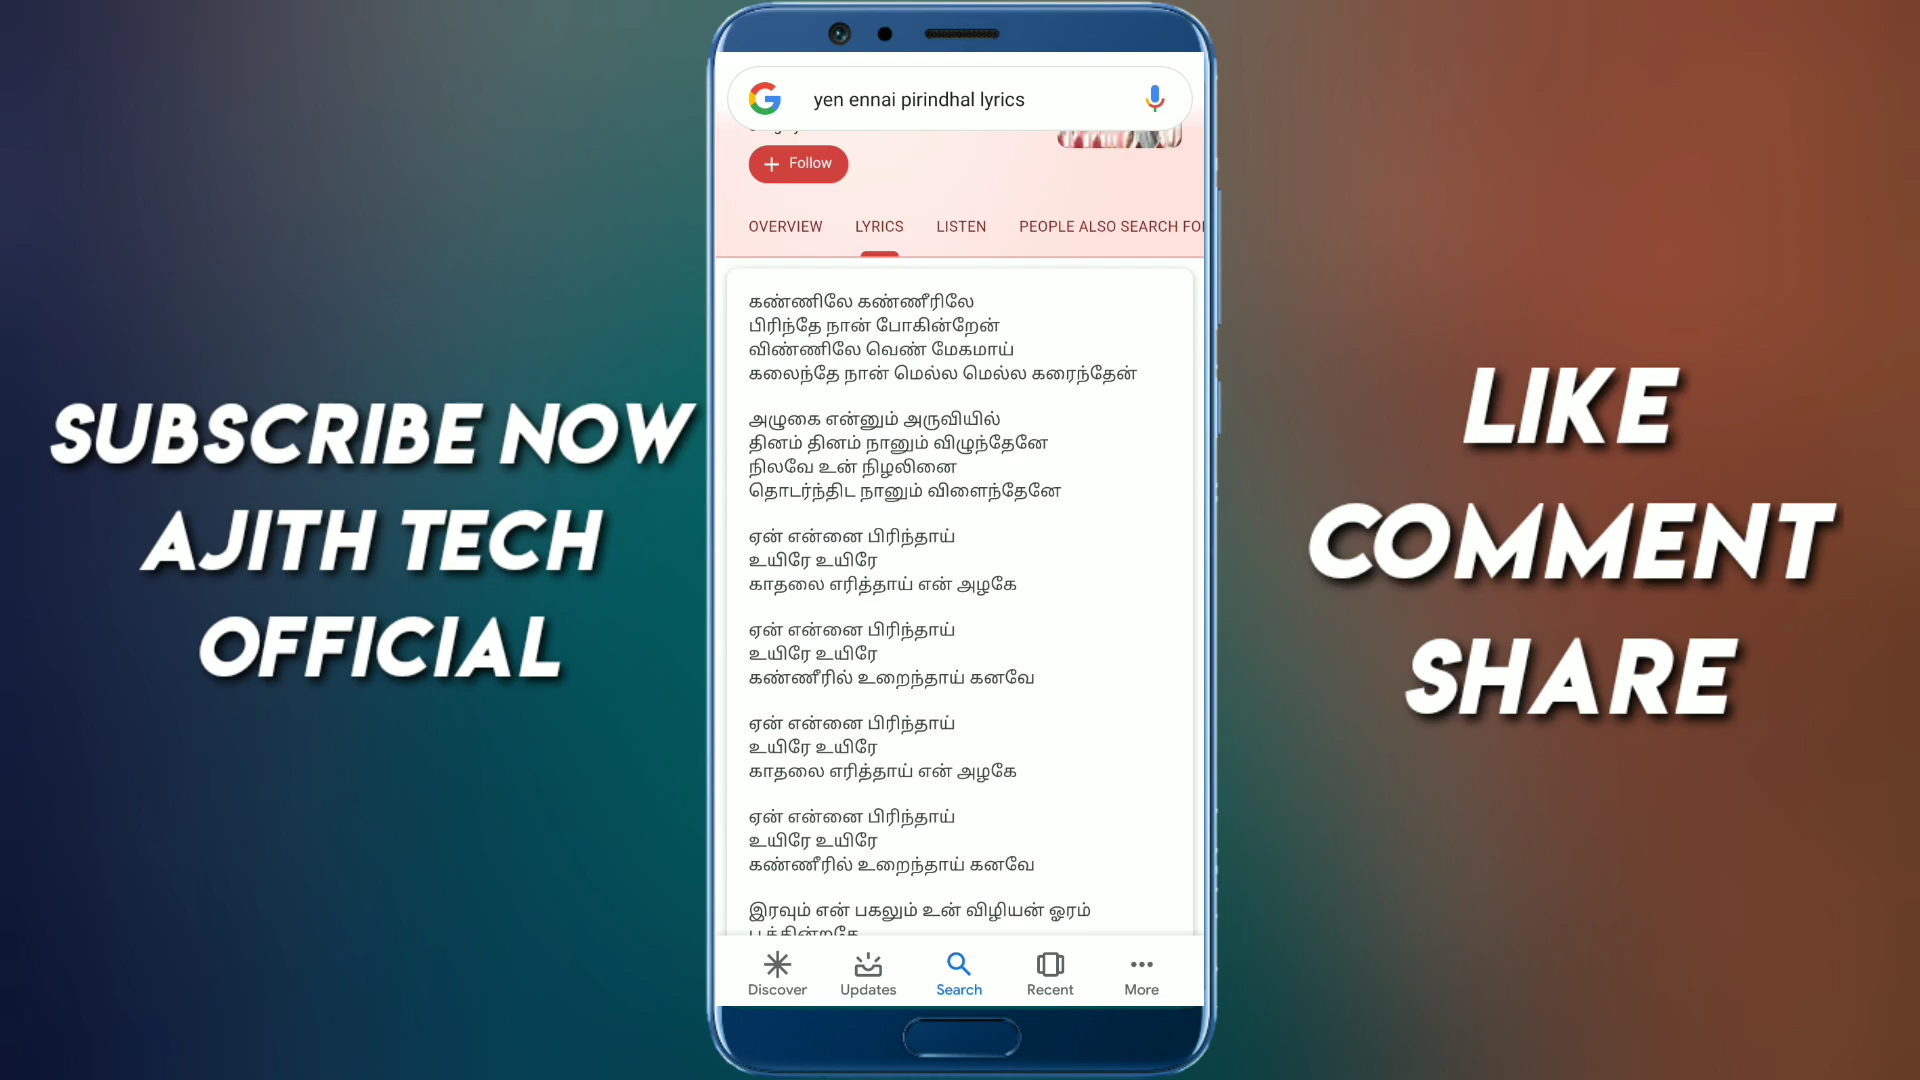 SUBSCRIBE NOW
AJITH TECH
OFFICIAL
yen ennai pirindhal lyrics
Follow
OVERVIEW LYRICS LISTEN PEOPLE ALSO SEARCH FO
கண்ணிலே கண்ணீரிலே
பிரிந்தே நான் போகின்றேன்
விண்ணிலே வெண் மேகமாய்
கலைந்தே நான் மெல்ல மெல்ல கரைந்தேன்
அழுகை என்னும் அருவியில்
தினம் தினம் நானும் விழுந்தேனே
நிலவே உன் நிழலினை
தொடர்ந்திட நானும் விளைந்தேனே
ஏன் என்னை பிரிந்தாய்
உயிரே உயிரே
காதலை எரித்தாய் என் அழகே
ஏன் என்னை பிரிந்தாய்
உயிரே உயிரே
கண்ணீரில் உறைந்தாய் கனவே
ஏன் என்னை பிரிந்தாய்
உயிரே உயிரே
காதலை எரித்தாய் என் அழகே
ஏன் என்னை பிரிந்தாய்
உயிரே உயிரே
கண்ணீரில் உறைந்தாய் கனவே
இரவும் என் பகலும் உன் விழியன் ஓரம்
Discover Updates Search Recent More
LIKE
COMMENT
SHARE